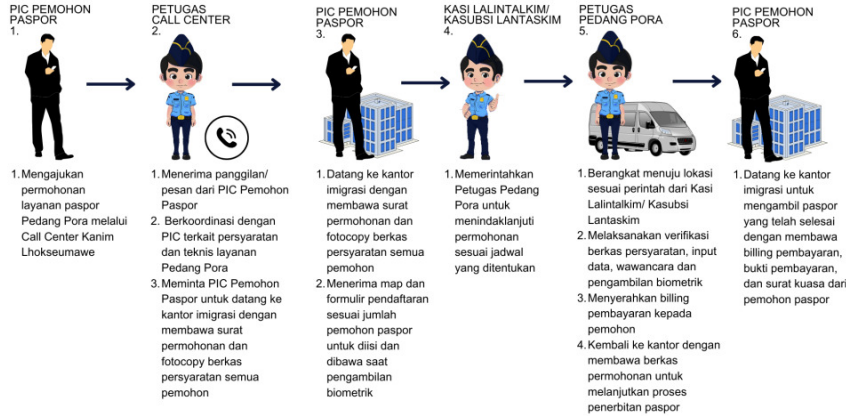 PIC PEMOHON
PASPOR
1.
1. Mengajukan
permohonan
layanan paspor
Pedang Pora melalui
Call Center Kanim
Lhokseumawe
PETUGAS
CALL CENTER
2.
1. Menerima panggilan/
pesan dari PIC Pemohon
Paspor
2. Berkoordinasi dengan
PIC terkait persyaratan
dan teknis layanan
Pedang Pora
3. Meminta PIC Pemohon
Paspor untuk datang ke
kantor imigrasi dengan
membawa surat
permohonan dan
fotocopy berkas
persyaratan semua
pemohon
PIC PEMOHON
PASPOR
3.
1. Datang ke kantor
imigrasi dengan
membawa surat
permohonan dan
fotocopy berkas
persyaratan semua
pemohon
2. Menerima map dan
formulir pendaftaran
sesuai jumlah
pemohon paspor
untuk diisi dan
dibawa saat
pengambilan
biometrik
KASI LALINTALKIM/
KASUBSI LANTASKIM
4.
1. Memerintahkan
Petugas Pedang
Pora untuk
menindaklanjuti
permohonan
sesuai jadwal
yang ditentukan
PETUGAS
PEDANG PORA
5.
1. Berangkat menuju lokasi
sesuai perintah dari Kasi
Lalintalkim/ Kasubsi
Lantaskim
2. Melaksanakan verifikasi
berkas persyaratan, input
data, wawancara dan
pengambilan biometrik
3. Menyerahkan billing
pembayaran kepada
pemohon
4. Kembali ke kantor dengan
membawa berkas
permohonan untuk
melanjutkan proses
penerbitan paspor
PIC PEMOHON
PASPOR
6.
1. Datang ke kantor
imigrasi untuk
mengambil paspor
yang telah selesai
dengan membawa
billing pembayaran,
bukti pembayaran,
dan surat kuasa dari
pemohon paspor